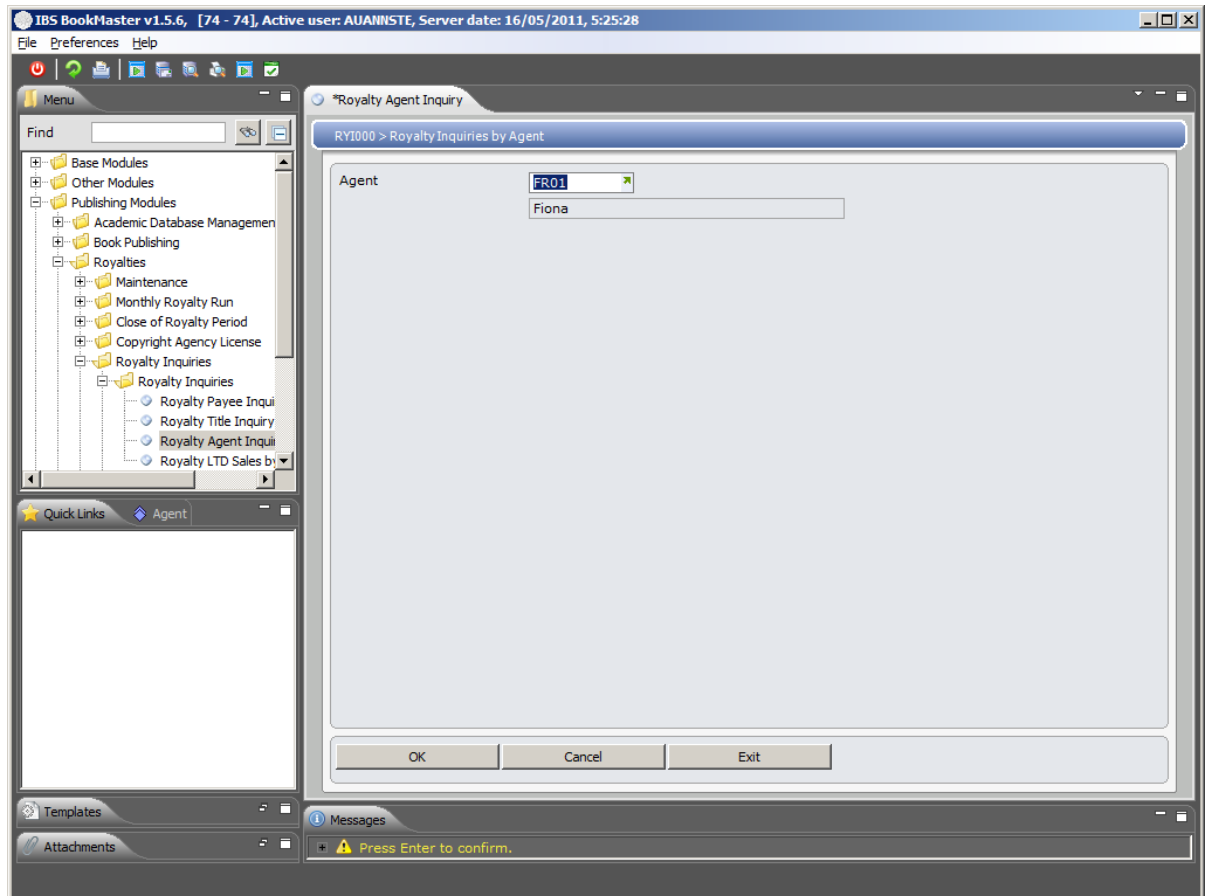 IBS BookMaster v1.5.6, [74 - 74], Active user: AUANNSTE, Server date: 16/05/2011, 5:25:28
File Preferences Help
Menu
Find
Base Modules
Other Modules
Publishing Modules
Academic Database Managemen
Book Publishing
Royalties
Maintenance
Monthly Royalty Run
Close of Royalty Period
Copyright Agency License
Royalty Inquiries
Royalty Inquiries
Royalty Payee Inqui
Royalty Title Inquiry
Royalty Agent Inquir
Royalty LTD Sales by
Quick Links Agent
Templates
Attachments
*Royalty Agent Inquiry
RYI000 > Royalty Inquiries by Agent
Agent FR01
Fiona
OK Cancel Exit
Messages
Press Enter to confirm.